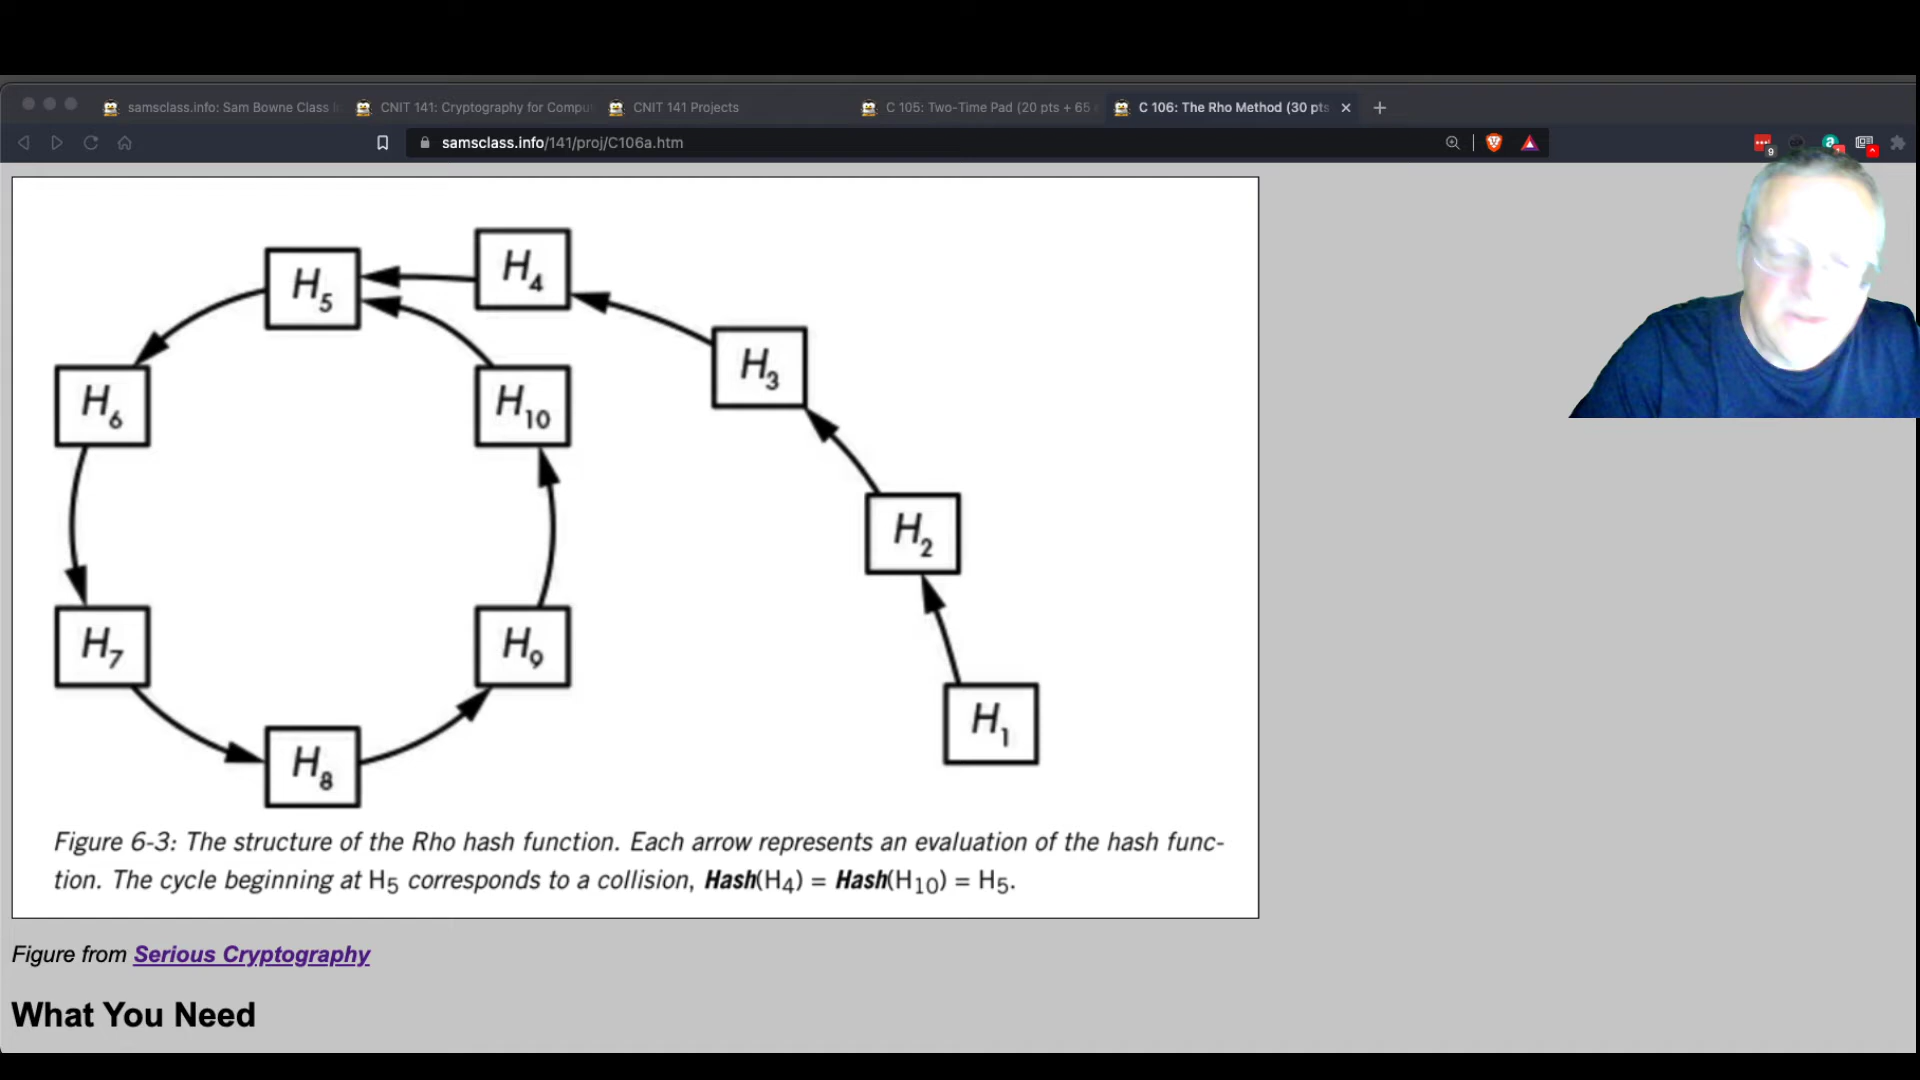 samsclass.info: Sam Bowne Class In
CNIT 141: Cryptography for Compu
CNIT 141 Projects
C 105: Two-Time Pad (20 pts + 65
C 106: The Rho Method (30 pts
samsclass.info/141/proj/C106a.htm
9
H4
H5
H3
H6
H10
H2
H7
H9
H1
H8
Figure 6-3: The structure of the Rho hash function. Each arrow represents an evaluation of the hash func-
tion. The cycle beginning at H5 corresponds to a collision, Hash(H4) = Hash(H10) = H5.
Figure from Serious Cryptography
What You Need